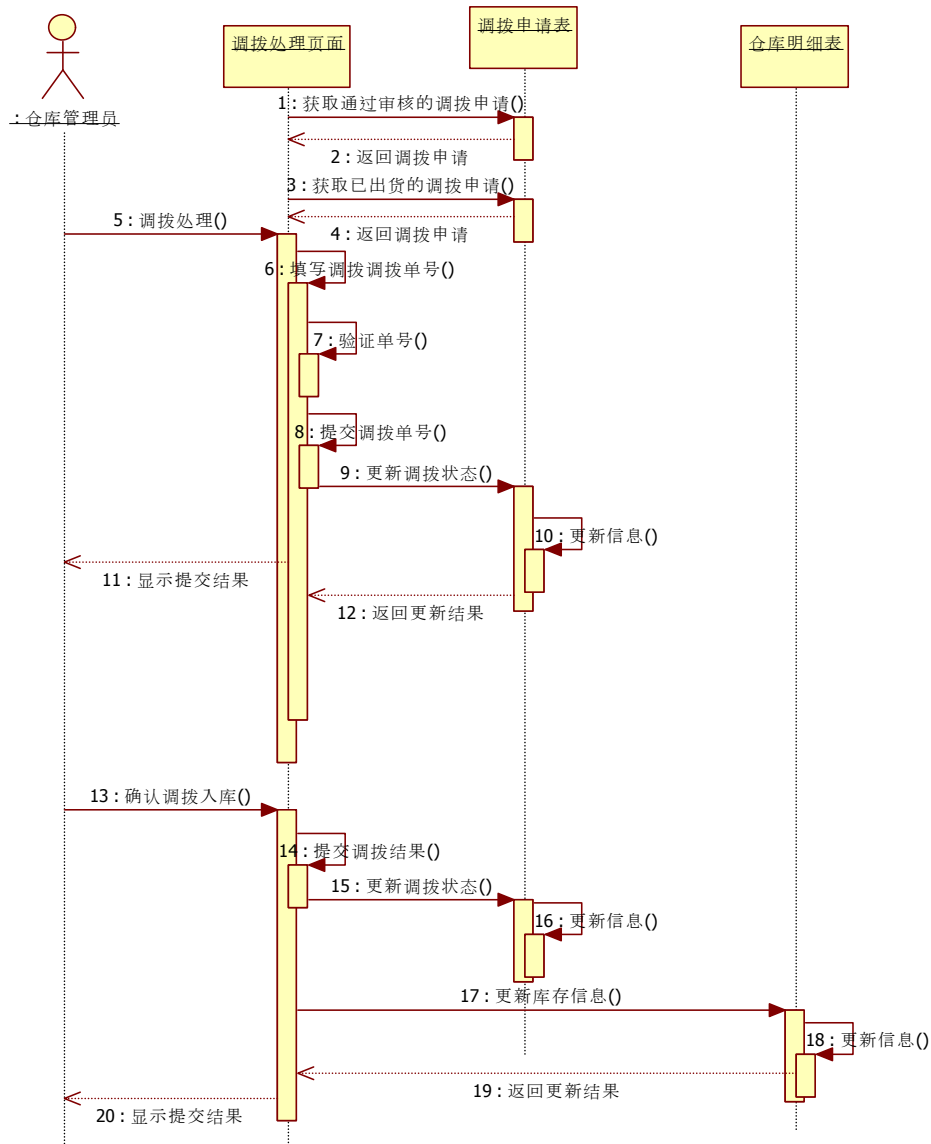 调拨申请表
调拨处理页面
仓库明细表
: 仓库管理员
1 : 获取通过审核的调拨申请()
2 : 返回调拨申请
3 : 获取已出货的调拨申请()
4 : 返回调拨申请
5 : 调拨处理()
6 : 填写调拨调拨单号()
7 : 验证单号()
8 : 提交调拨单号()
9 : 更新调拨状态()
10 : 更新信息()
11 : 显示提交结果
12 : 返回更新结果
13 : 确认调拨入库()
14 : 提交调拨结果()
15 : 更新调拨状态()
16 : 更新信息()
17 : 更新库存信息()
18 : 更新信息()
19 : 返回更新结果
20 : 显示提交结果